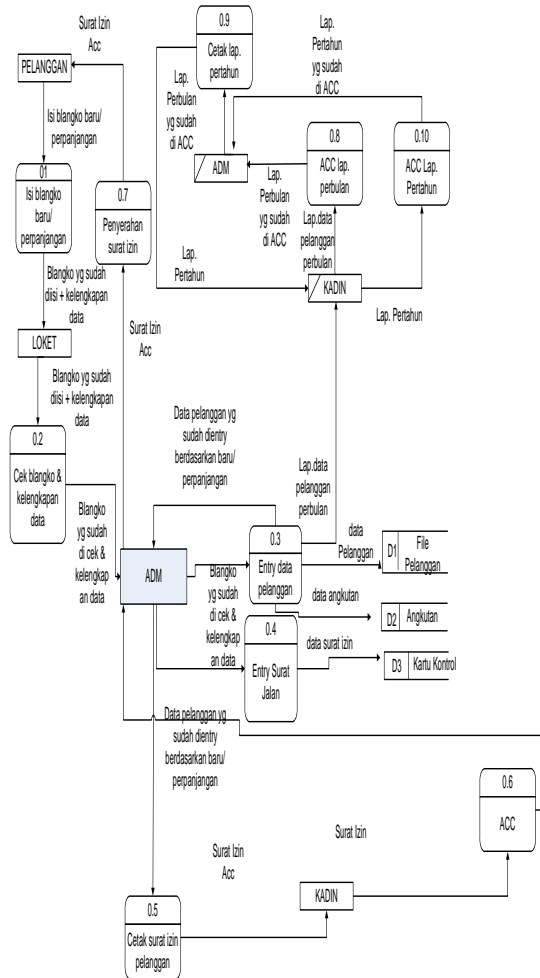 Surat Izin
Acc
PELANGGAN
Isi blangko baru/
perpanjangan
01
Isi blangko
baru/
perpanjangan
Blangko yg sudah
diisi + kelengkapan
data
LOKET
Blangko yg sudah
diisi + kelengkapan
data
0.2
Cek blangko &
kelengkapan
data
Blangko
yg sudah
di cek &
kelengkap
an data
0.7
Penyerahan
surat izin
Surat Izin
Acc
0.9
Cetak lap.
pertahun
Lap.
Perbulan
yg sudah
di ACC
Lap.
Pertahun
yg sudah
di ACC
ADM
Lap.
Perbulan
yg sudah
di ACC
0.8
ACC lap.
perbulan
0.10
ACC Lap.
Pertahun
Lap.data
pelanggan
perbulan
Lap.
Pertahun
KADIN
Lap. Pertahun
Data pelanggan yg
sudah dientry
berdasarkan baru/
perpanjangan
Lap.data
pelanggan
perbulan
ADM
0.3
Entry data
pelanggan
data
Pelanggan
D1
File
Pelanggan
Blangko
yg sudah
di cek &
kelengkap
an data
data angkutan
D2
Angkutan
0.4
Entry Surat
Jalan
data surat izin
D3
Kartu Kontrol
Data pelanggan yg
sudah dientry
berdasarkan baru/
perpanjangan
0.6
ACC
Surat Izin
Surat Izin
Acc
KADIN
0.5
Cetak surat izin
pelanggan